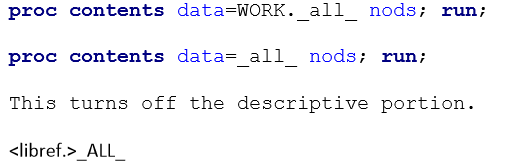 proc contents data=WORK._all_ nods; run;
proc contents data=_all_ nods; run;
This turns off the descriptive portion.
<libref.>_ALL_